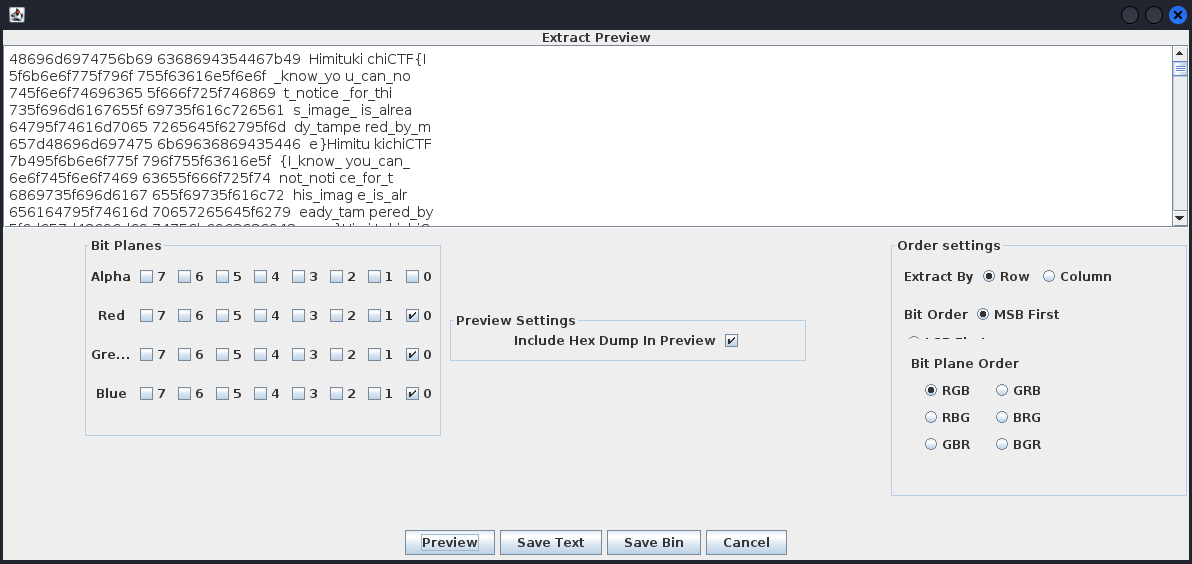 Extract Preview
48696d6974756b69 6368694354467b49  Himituki chiCTF{I
5f6b6e6f775f796f 755f63616e5f6e6f  _know_yo u_can_no
745f6e6f74696365 5f666f725f746869  t_notice _for_thi
735f696d6167655f 69735f616c726561  s_image_ is_alrea
64795f74616d7065 7265645f62795f6d  dy_tampe red_by_m
657d48696d697475 6b69636869435446  e}Himitu kichiCTF
7b495f6b6e6f775f 796f755f63616e5f  {I_know_ you_can_
6e6f745f6e6f7469 63655f666f725f74  not_noti ce_for_t
6869735f696d6167 655f69735f616c72  his_imag e_is_alr
656164795f74616d 70657265645f6279  eady_tam pered_by
Bit Planes
Alpha 7 6 5 4 3 2 1 0
Red 7 6 5 4 3 2 1 0
Gre... 7 6 5 4 3 2 1 0
Blue 7 6 5 4 3 2 1 0
Preview Settings
Include Hex Dump In Preview
Order settings
Extract By Row Column
Bit Order MSB First
Bit Plane Order
RGB GRB
RBG BRG
GBR BGR
Preview Save Text Save Bin Cancel